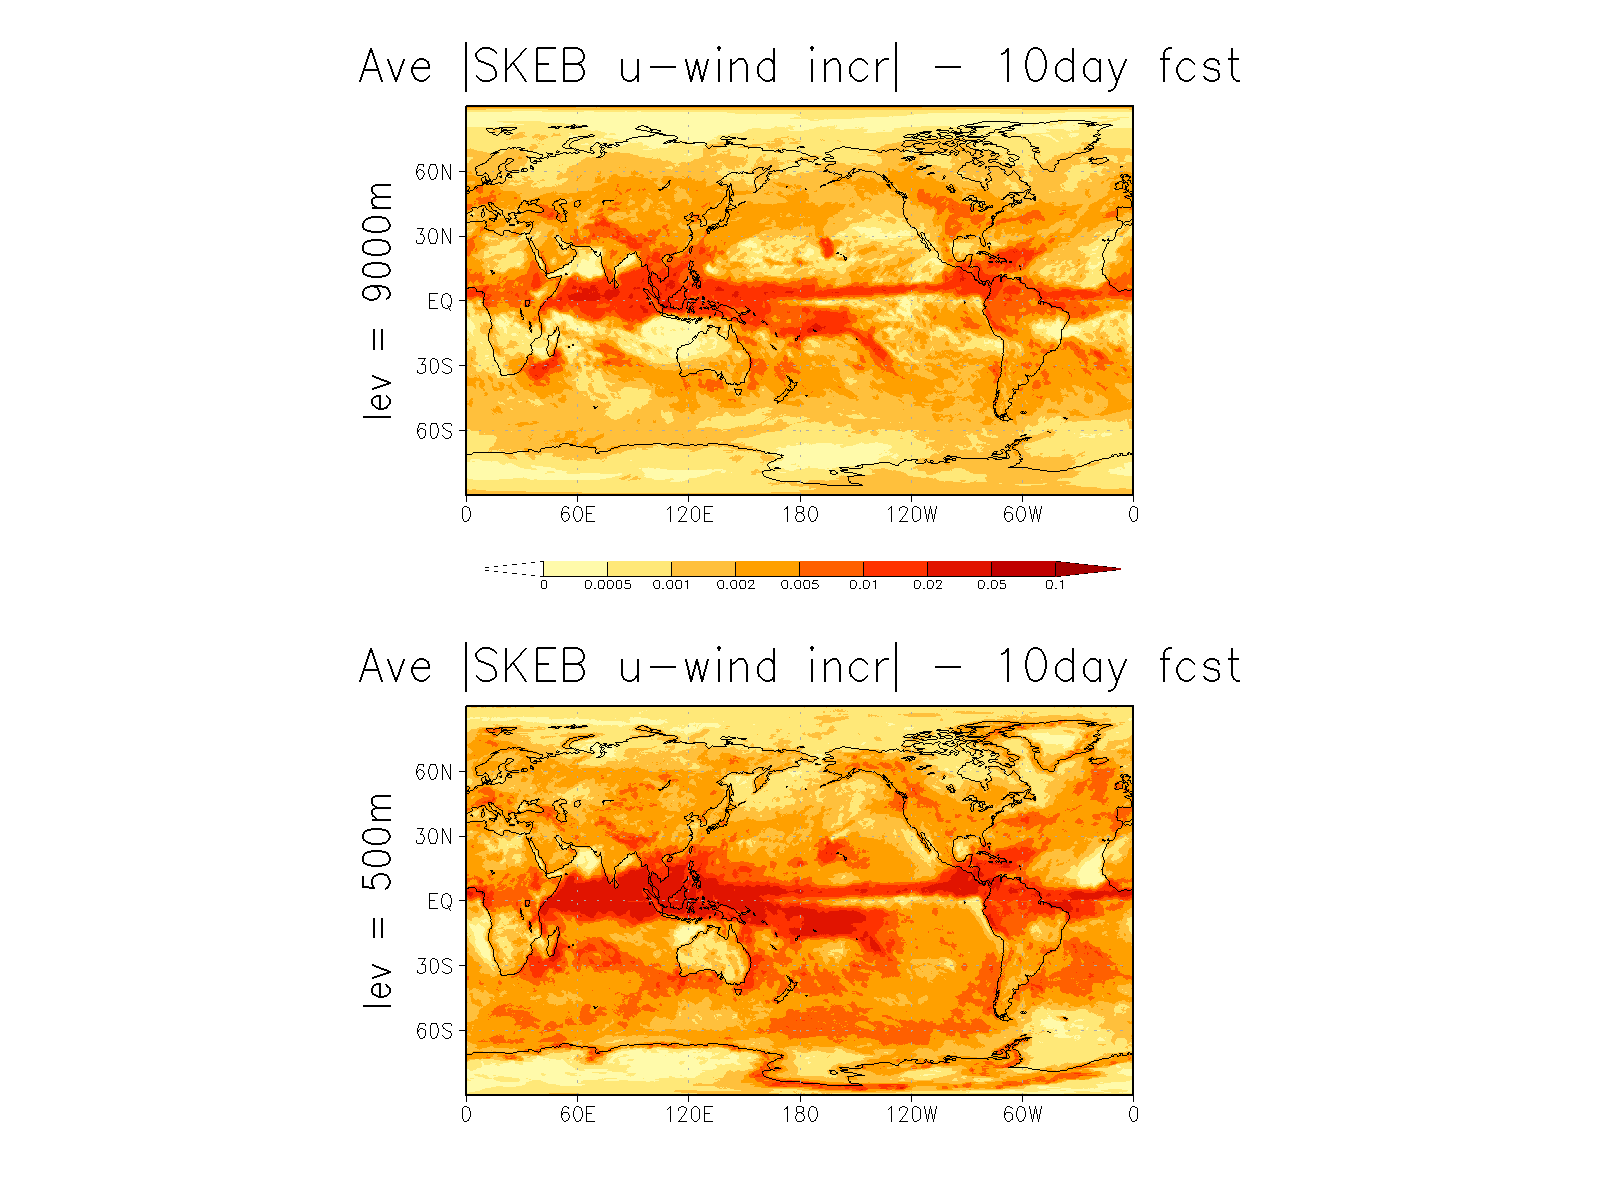 Ave |SKEB u-wind incr| - 10day fcst
lev = 9000m
60N
30N
EQ
30S
60S
0 60E 120E 180 120W 60W 0
0 0.0005 0.001 0.002 0.005 0.01 0.02 0.05 0.1
Ave |SKEB u-wind incr| - 10day fcst
lev = 500m
60N
30N
EQ
30S
60S
0 60E 120E 180 120W 60W 0